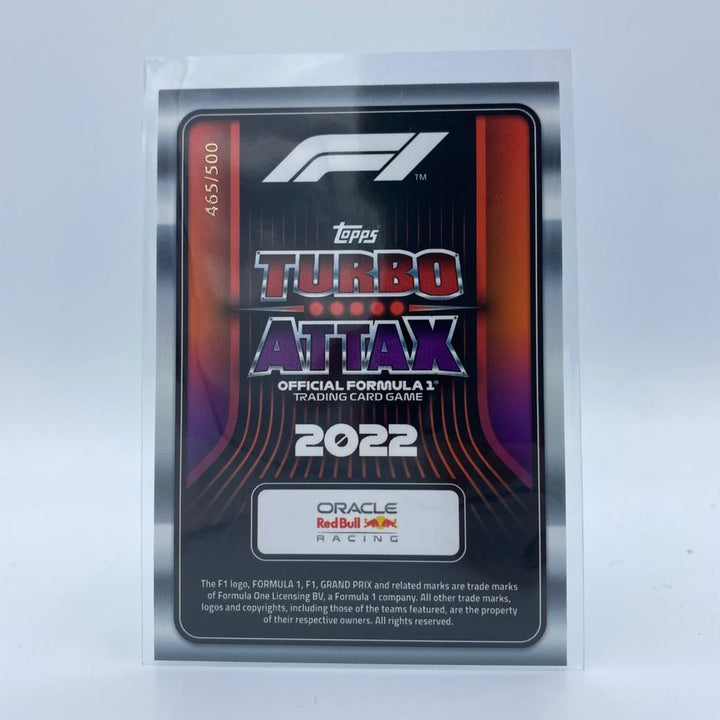 465/500
F1™
Topps
TURBO
ATTAX
OFFICIAL FORMULA 1®
TRADING CARD GAME
2022
ORACLE
Red Bull
RACING
The F1 logo, FORMULA 1, F1, GRAND PRIX and related marks are trade marks
of Formula One Licensing BV, a Formula 1 company. All other trade marks,
logos and copyrights, including those of the teams featured, are the property
of their respective owners. All rights reserved.